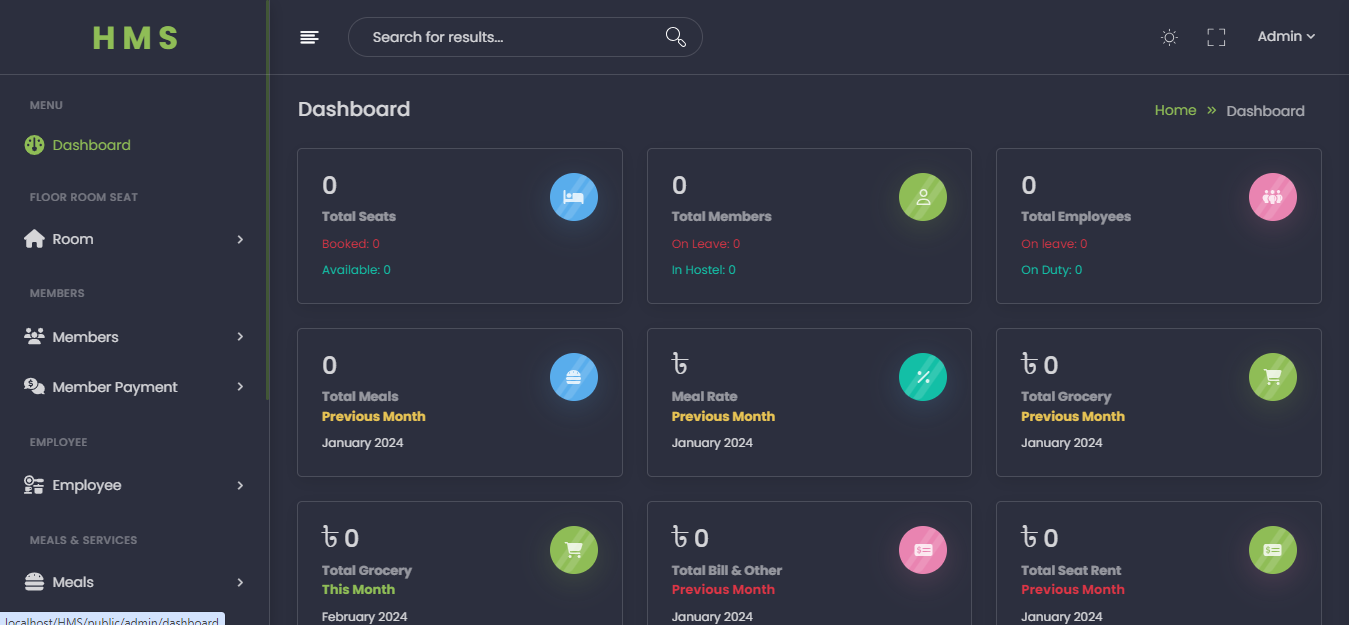 HMS
Search for results...
Admin
MENU
Dashboard
FLOOR ROOM SEAT
Room
MEMBERS
Members
Member Payment
EMPLOYEE
Employee
MEALS & SERVICES
Meals
localhost/HMS/public/admin/dashboard
Dashboard
Home » Dashboard
0
Total Seats
Booked: 0
Available: 0
0
Total Members
On Leave: 0
In Hostel: 0
0
Total Employees
On leave: 0
On Duty: 0
0
Total Meals
Previous Month
January 2024
৳
Meal Rate
Previous Month
January 2024
৳ 0
Total Grocery
Previous Month
January 2024
৳ 0
Total Grocery
This Month
February 2024
৳ 0
Total Bill & Other
Previous Month
January 2024
৳ 0
Total Seat Rent
Previous Month
January 2024